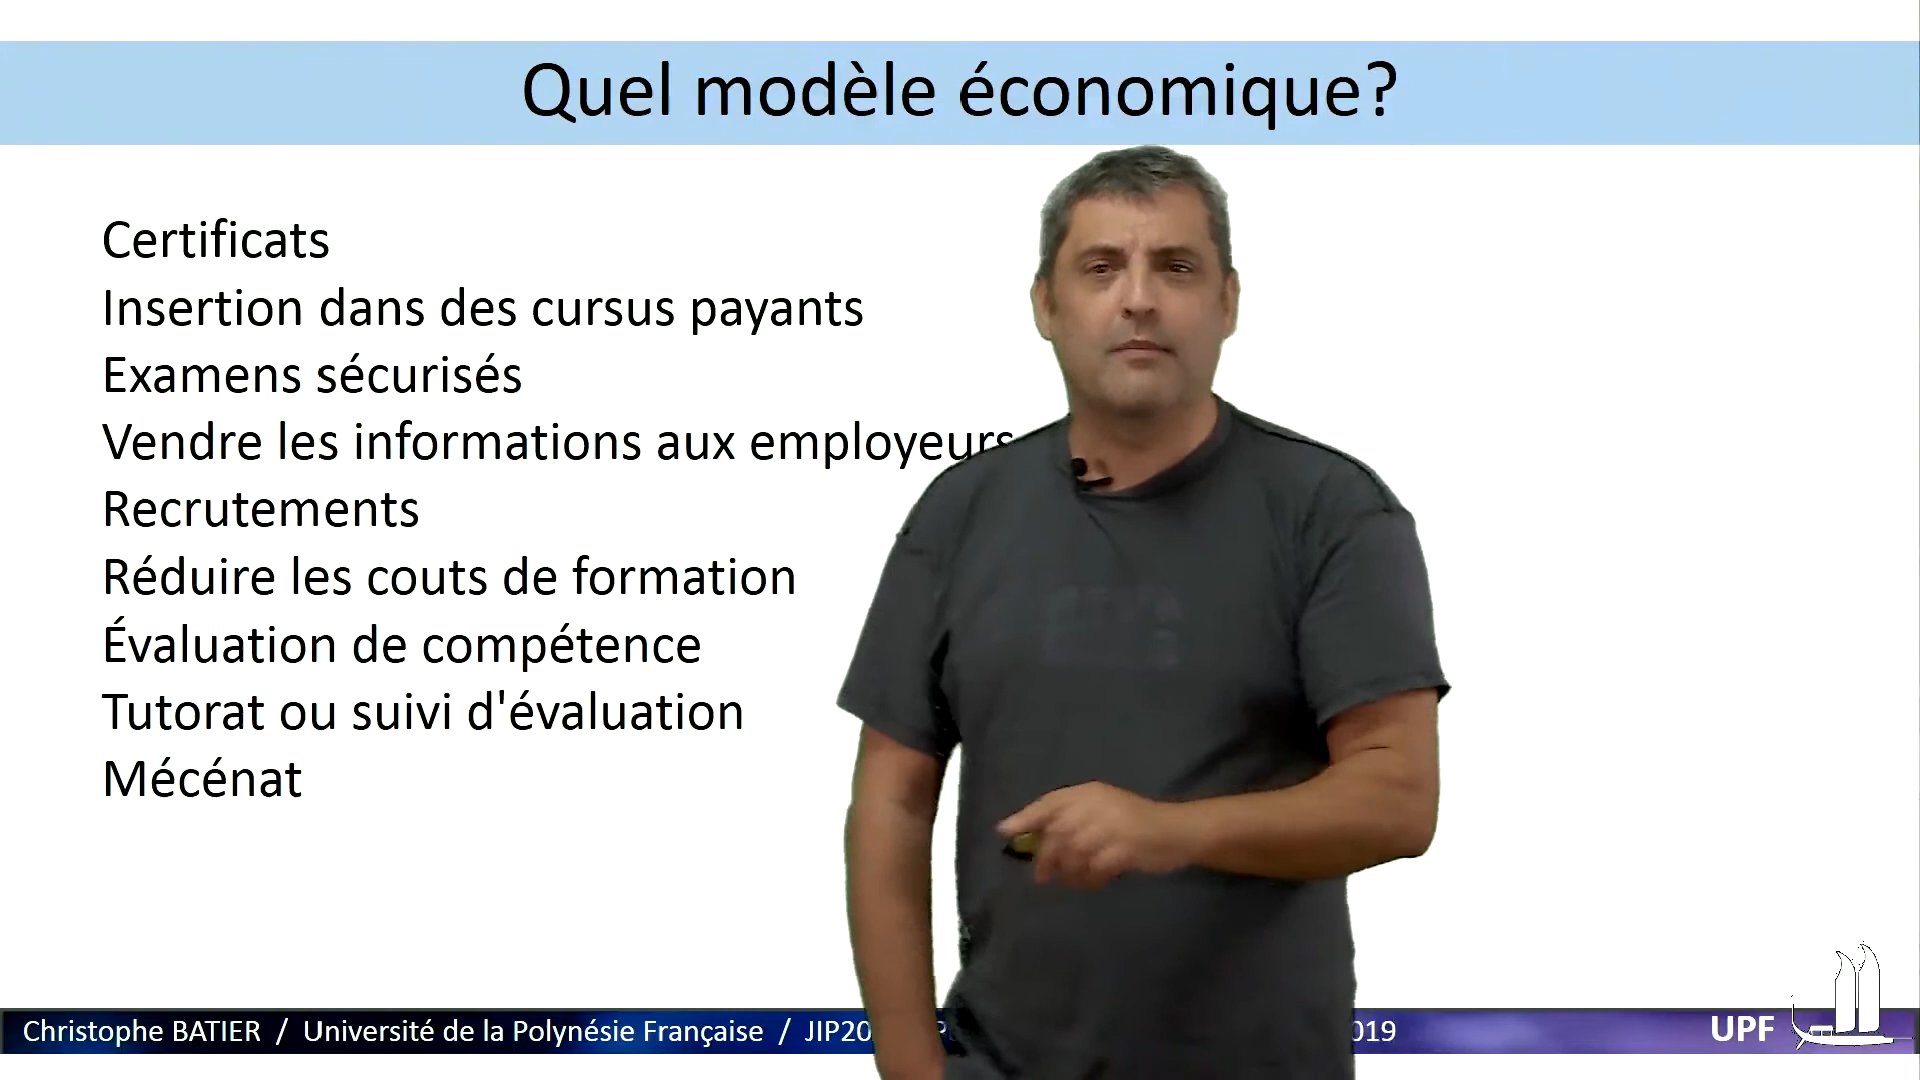 Quel modèle économique?
Certificats
Insertion dans des cursus payants
Examens sécurisés
Vendre les informations aux employeurs
Recrutements
Réduire les couts de formation
Évaluation de compétence
Tutorat ou suivi d'évaluation
Mécénat
Christophe BATIER / Université de la Polynésie Française / JIP20 019
UPF